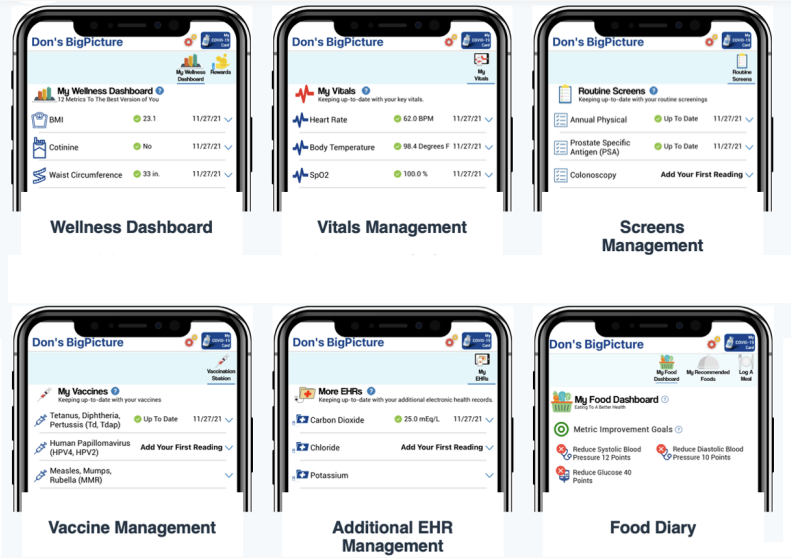 Don's BigPicture
My
COVID-19
Card
My Wellness
Dashboard
Rewards
My Wellness Dashboard ?
12 Metrics To The Best Version of You
BMI 23.1 11/27/21
Cotinine No 11/27/21
Waist Circumference 33 in. 11/27/21
Wellness Dashboard
Don's BigPicture
My
COVID-19
Card
My
Vitals
My Vitals ?
Keeping up-to-date with your key vitals.
Heart Rate 62.0 BPM 11/27/21
Body Temperature 98.4 Degrees F 11/27/21
SpO2 100.0 % 11/27/21
Vitals Management
Don's BigPicture
My
COVID-19
Card
Routine
Screens
Routine Screens ?
Keeping up-to-date with your routine screenings
Annual Physical Up To Date 11/27/21
Prostate Specific
Antigen (PSA) Up To Date 11/27/21
Colonoscopy Add Your First Reading
Screens
Management
Don's BigPicture
My
COVID-19
Card
Vaccination
Station
My Vaccines ?
Keeping up-to-date with your vaccines
Tetanus, Diphtheria,
Pertussis (Td, Tdap) Up To Date 11/27/21
Human Papillomavirus
(HPV4, HPV2) Add Your First Reading
Measles, Mumps,
Rubella (MMR)
Vaccine Management
Don's BigPicture
My
COVID-19
Card
My
EHRs
More EHRs ?
Keeping up-to-date with your additional electronic health records.
Carbon Dioxide 25.0 mEq/L 11/27/21
Chloride Add Your First Reading
Potassium
Additional EHR
Management
Don's BigPicture
My
COVID-19
Card
My Food
Dashboard
My Recommended
Foods
Log A
Meal
My Food Dashboard ?
Eating To A Better Health
Metric Improvement Goals ?
Reduce Systolic Blood
Pressure 12 Points
Reduce Diastolic Blood
Pressure 10 Points
Reduce Glucose 40
Points
Food Diary